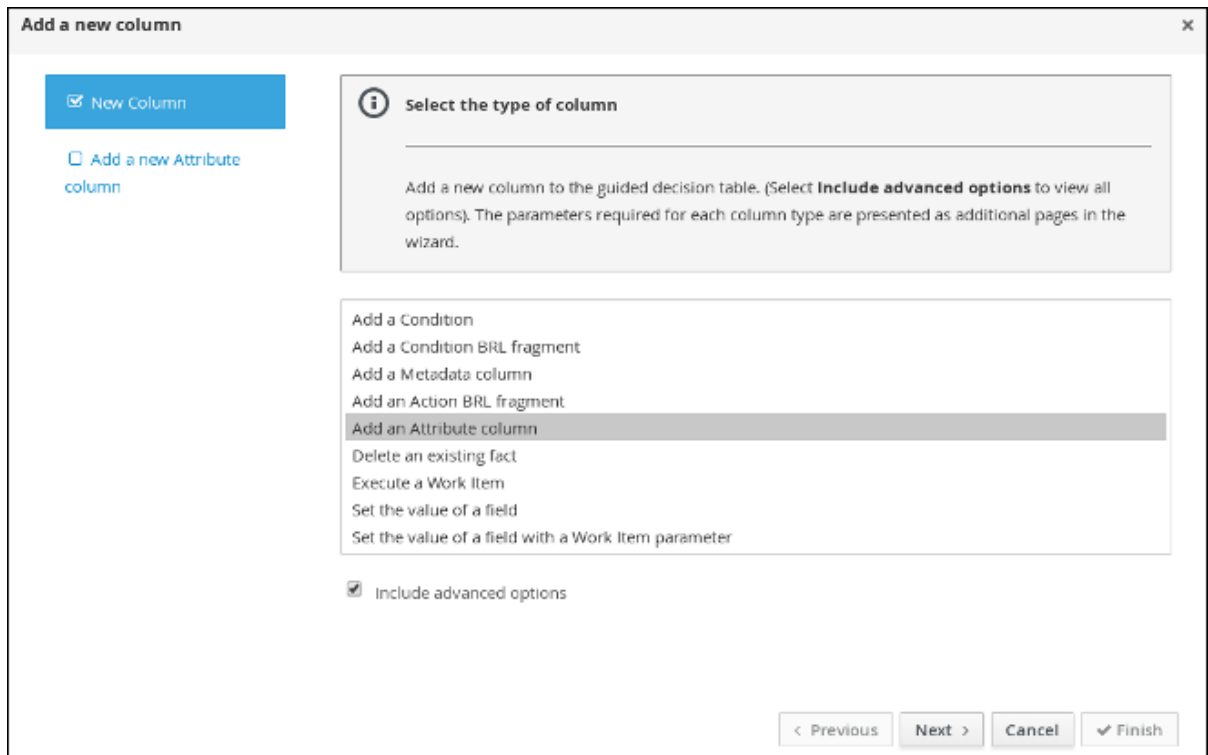 Add a new column
New Column
Add a new Attribute
column
Select the type of column
Add a new column to the guided decision table. (Select Include advanced options to view all
options). The parameters required for each column type are presented as additional pages in the
wizard.
Add a Condition
Add a Condition BRL fragment
Add a Metadata column
Add an Action BRL fragment
Add an Attribute column
Delete an existing fact
Execute a Work Item
Set the value of a field
Set the value of a field with a Work Item parameter
Include advanced options
< Previous Next > Cancel Finish